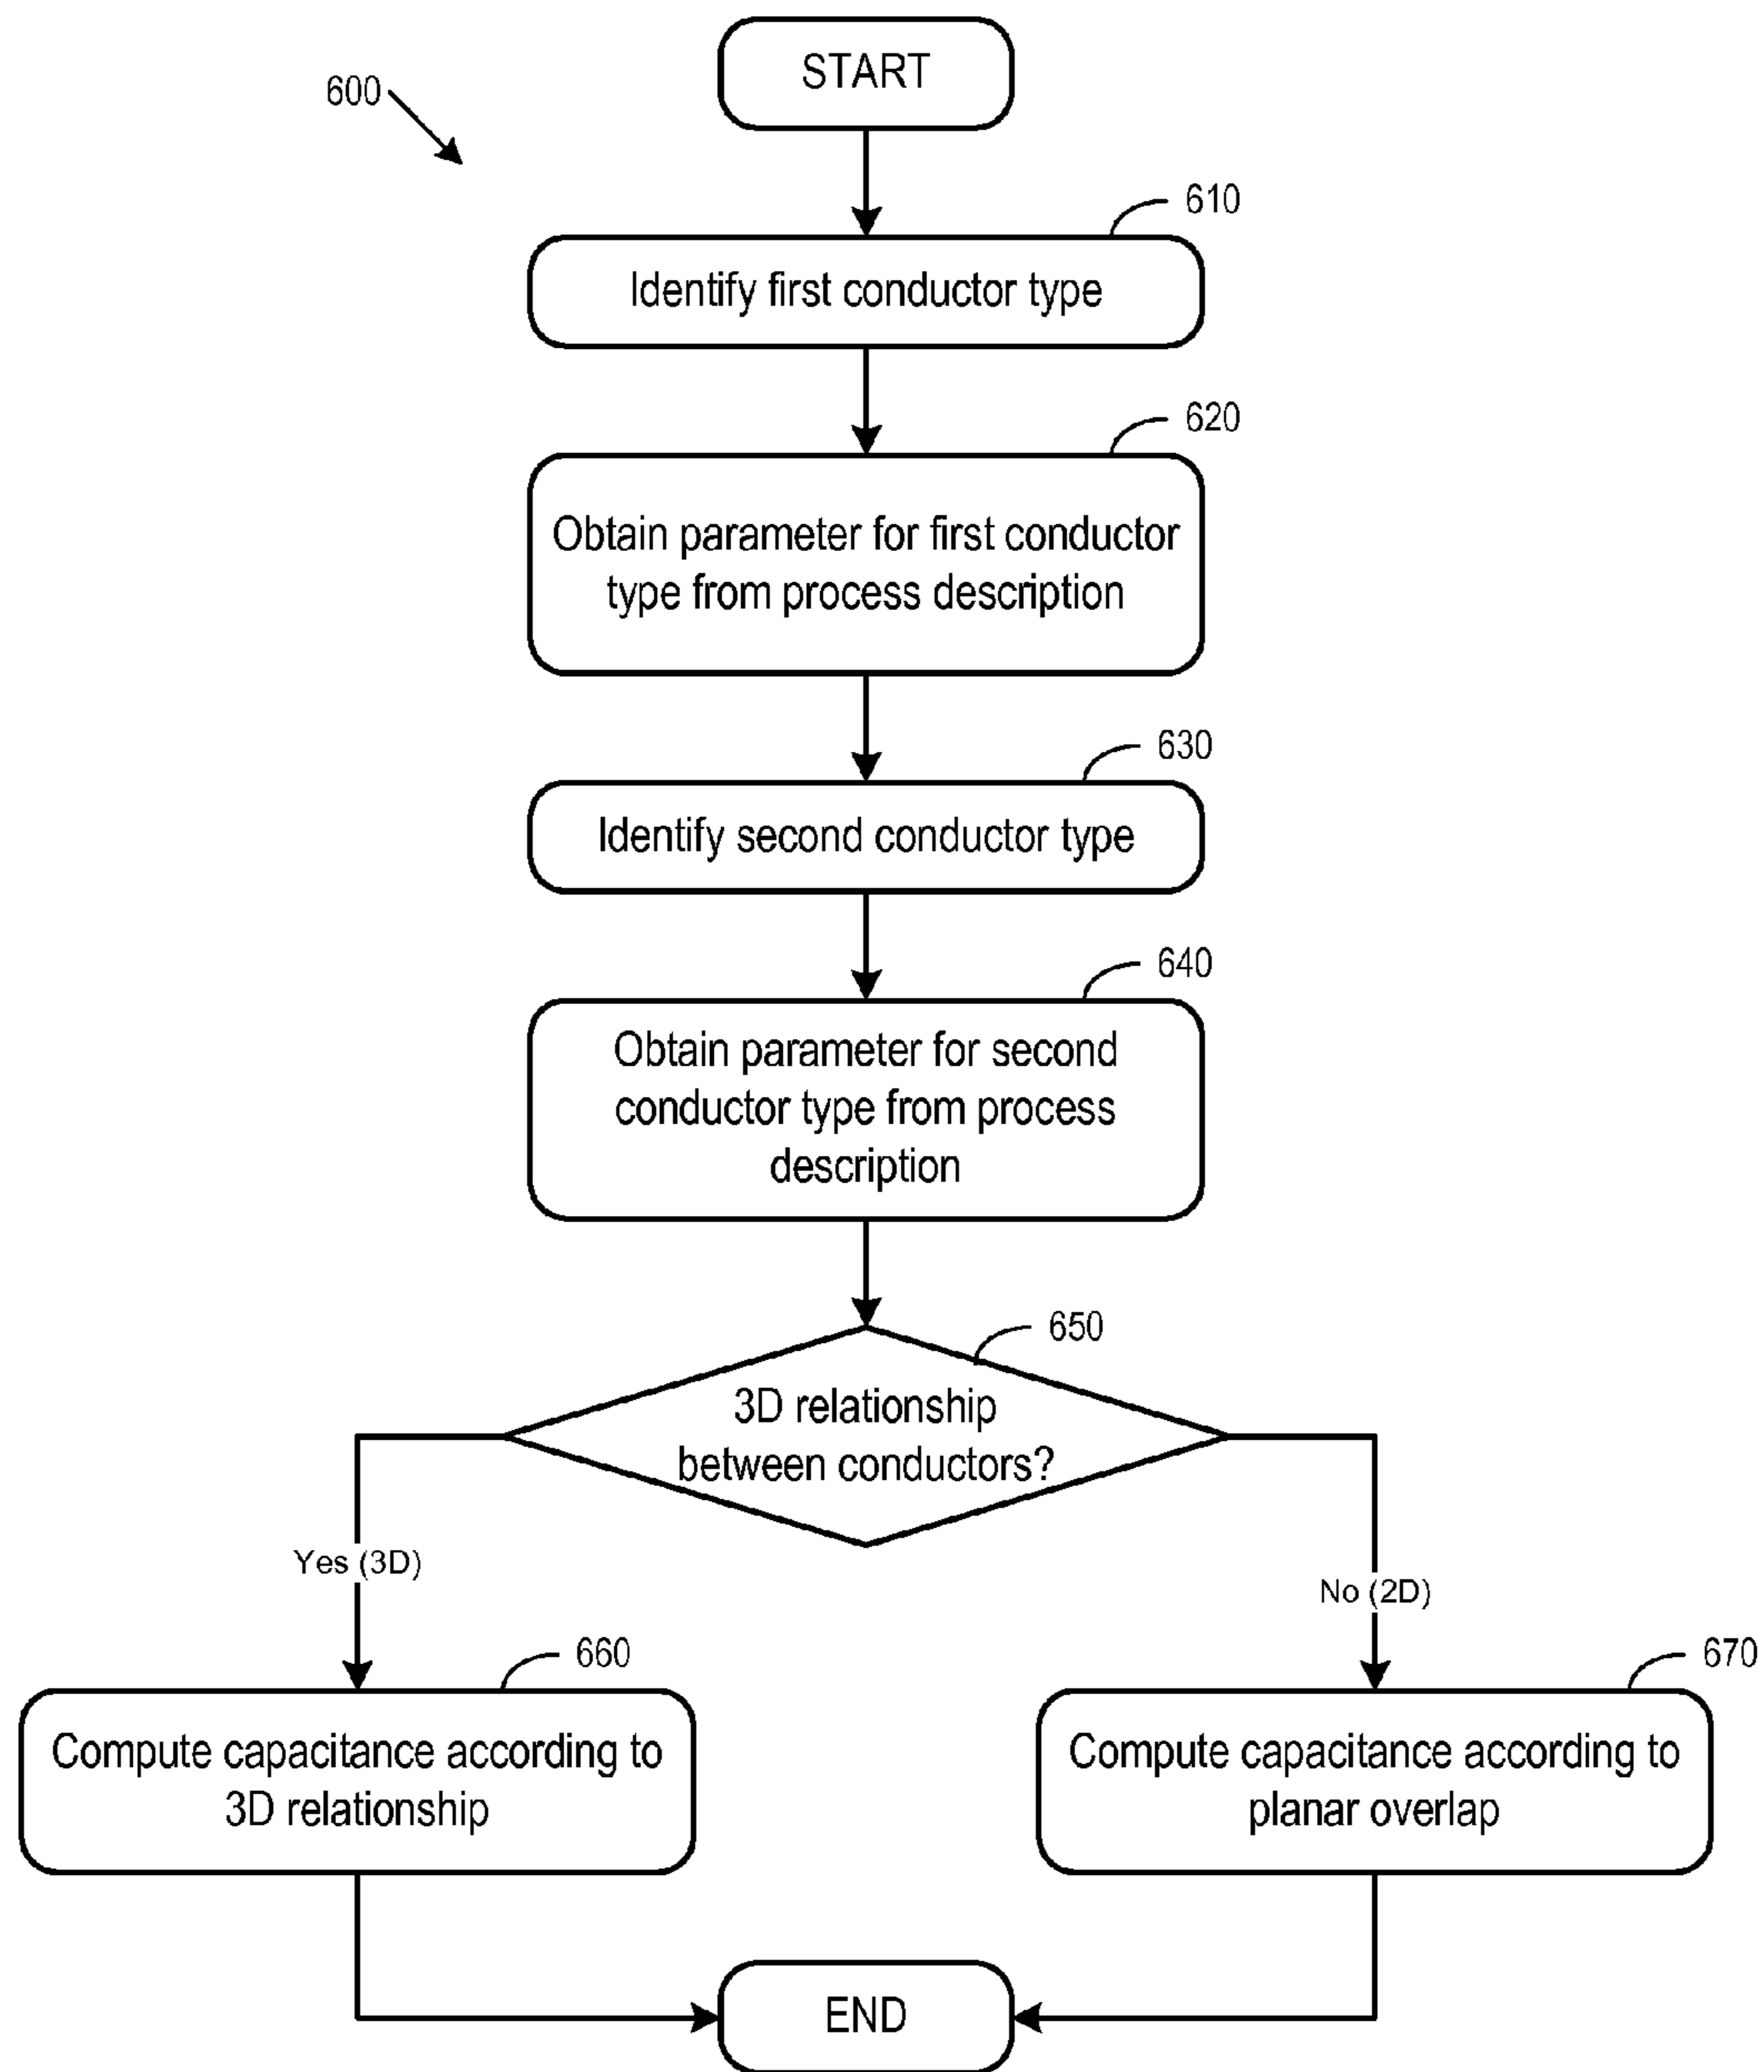 START
600
610
Identify first conductor type
620
Obtain parameter for first conductor
type from process description
630
Identify second conductor type
640
Obtain parameter for second
conductor type from process
description
650
3D relationship
between conductors?
Yes (3D)
No (2D)
660
Compute capacitance according to
3D relationship
670
Compute capacitance according to
planar overlap
END